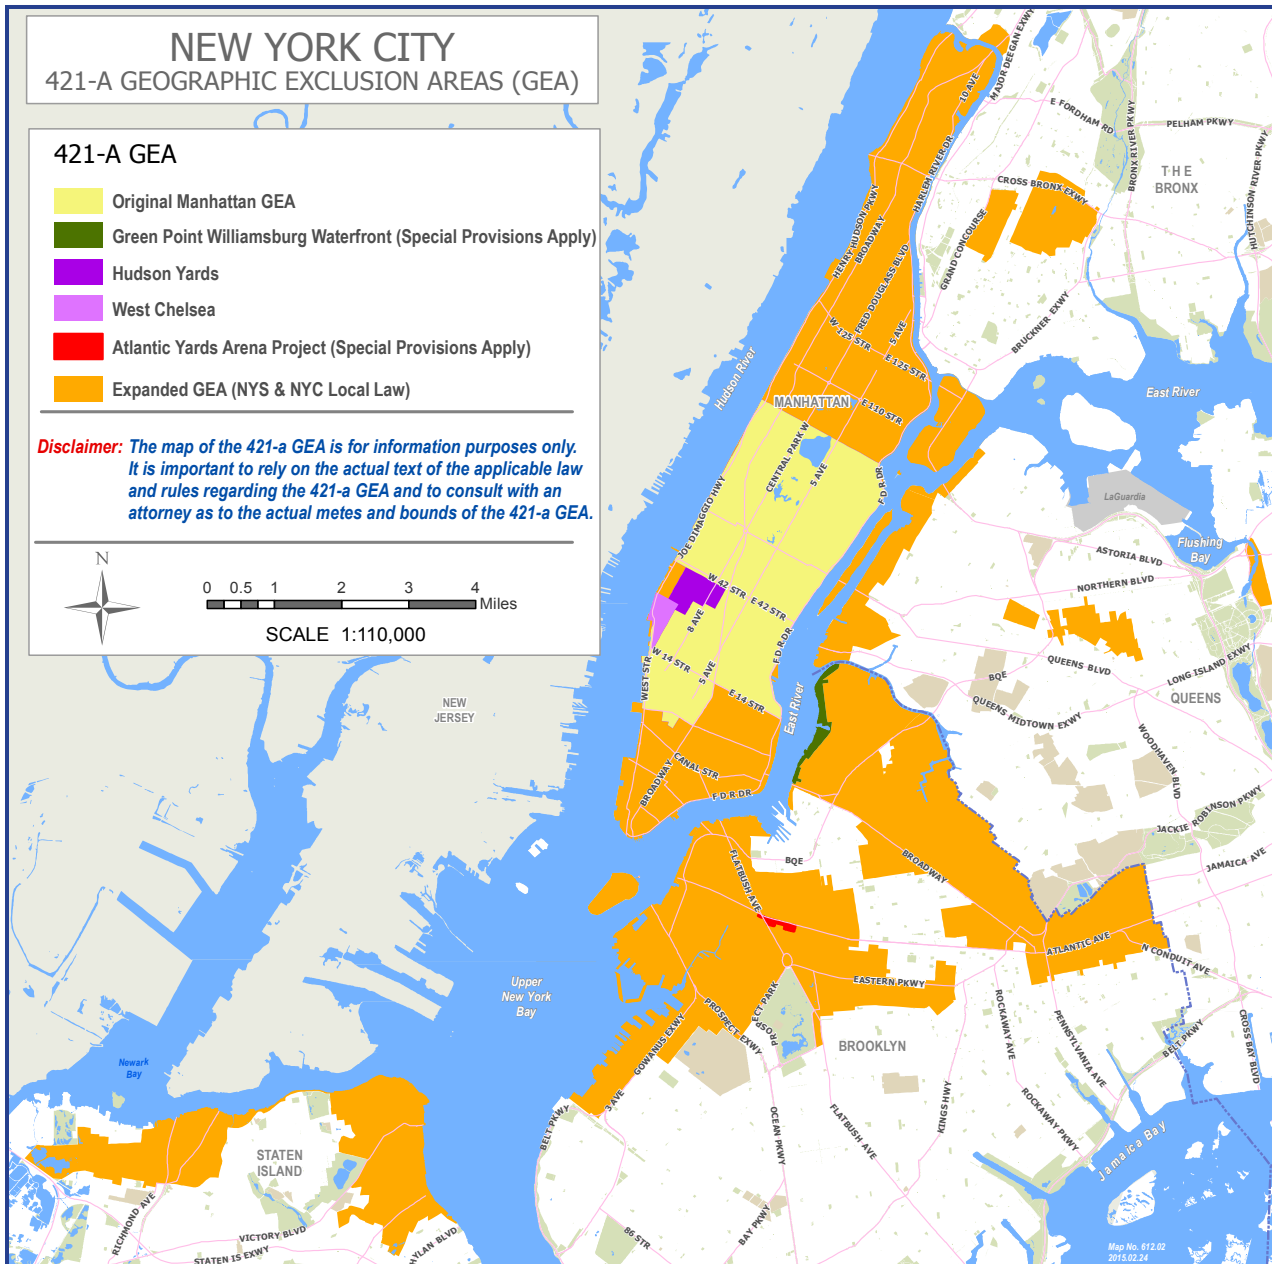 NEW YORK CITY
421-A GEOGRAPHIC EXCLUSION AREAS (GEA)
421-A GEA
Original Manhattan GEA
Green Point Williamsburg Waterfront (Special Provisions Apply)
Hudson Yards
West Chelsea
Atlantic Yards Arena Project (Special Provisions Apply)
Expanded GEA (NYS & NYC Local Law)
Disclaimer: The map of the 421-a GEA is for information purposes only.
It is important to rely on the actual text of the applicable law
and rules regarding the 421-a GEA and to consult with an
attorney as to the actual metes and bounds of the 421-a GEA.
N
0 0.5 1 2 3 4
Miles
SCALE 1:110,000
10 AVE
MAJOR DEEGAN EXWY
E FORDHAM RD
BRONX RIVER PKWY
PELHAM PKWY
THE
BRONX
HUTCHINSON RIVER PKWY
HARLEM RIVER DR.
CROSS BRONX EXWY
HENRY HUDSON PKWY
BROADWAY
GRAND CONCOURSE
FRED DOUGLASS BLVD
5 AVE
W 125 STR
E 125 STR
BRUCKNER EXWY
Hudson River
East River
MANHATTAN
E 110 STR
CENTRAL PARK W
5 AVE
F D R DR
JOE DIMAGGIO HWY
LaGuardia
Flushing
Bay
ASTORIA BLVD
NORTHERN BLVD
W 42 STR
E 42 STR
8 AVE
F D R DR
W 14 STR
5 AVE
WEST STR
E 14 STR
East River
QUEENS BLVD
BQE
LONG ISLAND EXWY
QUEENS
QUEENS MIDTOWN EXWY
WOODHAVEN BLVD
NEW
JERSEY
CANAL STR
BROADWAY
F D R DR
JACKIE ROBINSON PKWY
JAMAICA AVE
BQE
FLATBUSH AVE
BROADWAY
ATLANTIC AVE
N CONDUIT AVE
EASTERN PKWY
Upper
New York
Bay
PROSPECT PARK
PROSPECT EXWY
GOWANUS EXWY
3 AVE
BROOKLYN
ROCKAWAY AVE
PENNSYLVANIA AVE
BELT PKWY
CROSS BAY BLVD
Newark
Bay
BELT PKWY
OCEAN PKWY
FLATBUSH AVE
KINGS HWY
ROCKAWAY PKWY
Jamaica Bay
STATEN
ISLAND
RICHMOND AVE
VICTORY BLVD
STATEN IS EXWY
HYLAN BLVD
86 STR
BAY PKWY
Map No. 612.02
2015.02.24